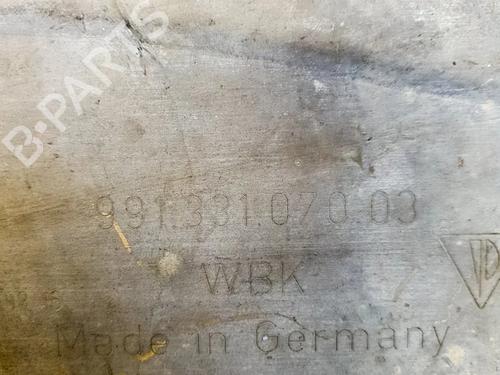 B-PARTS
991.331.070.03
WBK
Made in Germany